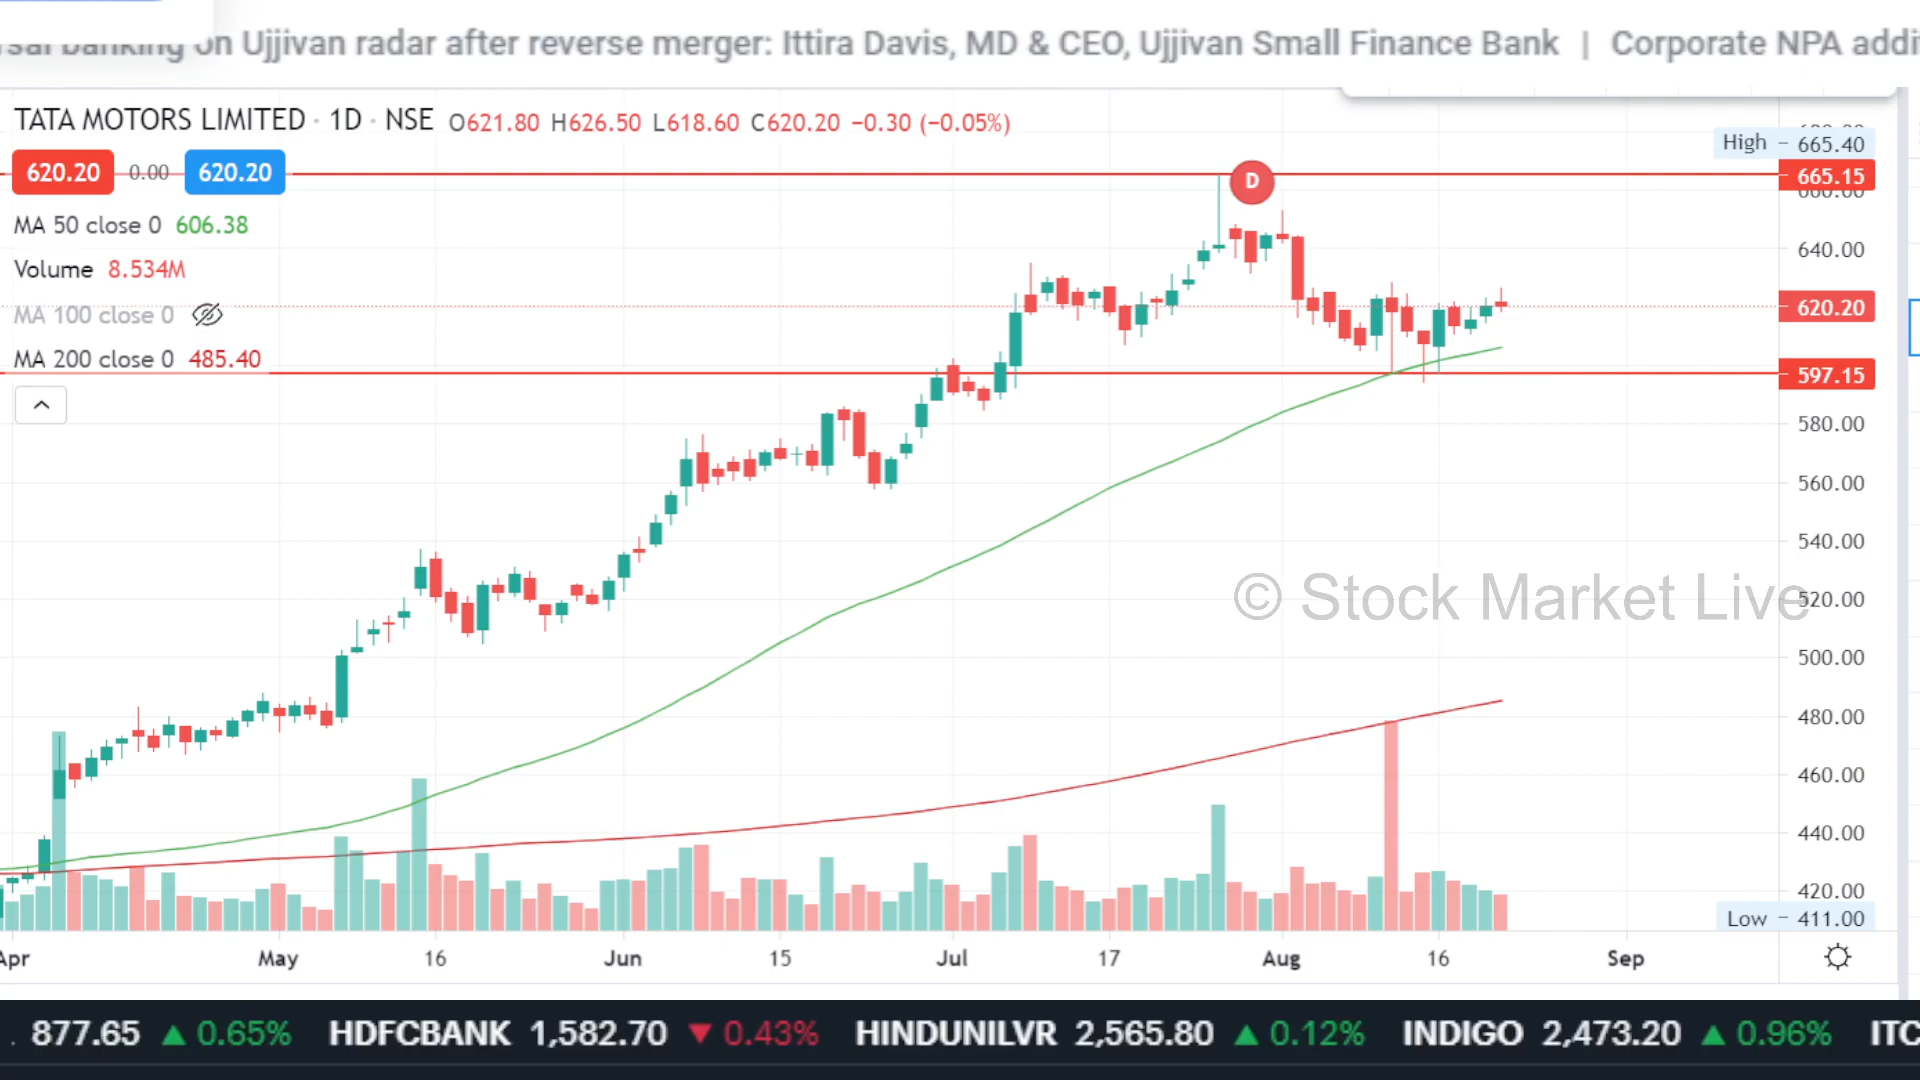 banking on Ujjivan radar after reverse merger: Ittira Davis, MD & CEO, Ujjivan Small Finance Bank | Corporate NPA
TATA MOTORS LIMITED · 1D · NSE O621.80 H626.50 L618.60 C620.20 −0.30 (−0.05%)
620.20 0.00 620.20
MA 50 close 0 606.38
Volume 8.534M
MA 100 close 0
MA 200 close 0 485.40
D
High 665.40
665.15
660.00
640.00
620.20
597.15
580.00
560.00
540.00
520.00
500.00
480.00
460.00
440.00
420.00
Low 411.00
© Stock Market Live
Apr May 16 Jun 15 Jul 17 Aug 16 Sep
877.65 ▲ 0.65% HDFCBANK 1,582.70 ▼ 0.43% HINDUNILVR 2,565.80 ▲ 0.12% INDIGO 2,473.20 ▲ 0.96% ITC